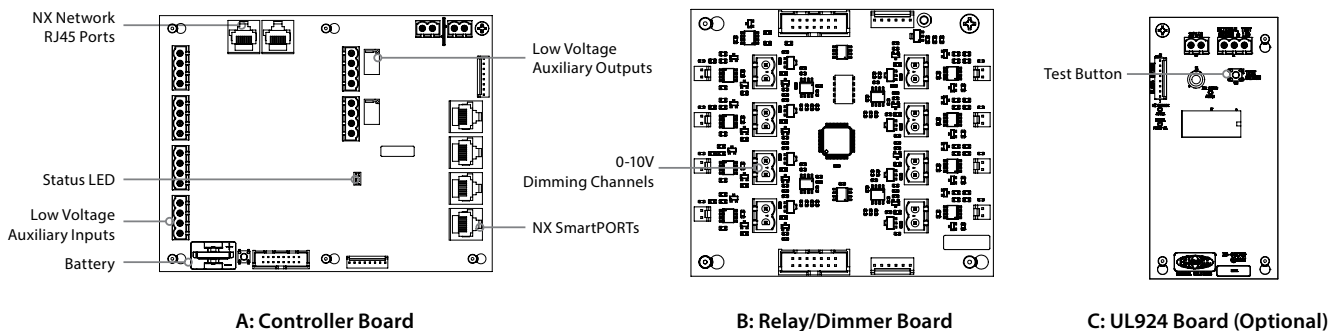 NX Network
RJ45 Ports
Low Voltage
Auxiliary Outputs
Status LED
Low Voltage
Auxiliary Inputs
Battery
NX SmartPORTs
A: Controller Board
0-10V
Dimming Channels
B: Relay/Dimmer Board
Test Button
C: UL924 Board (Optional)